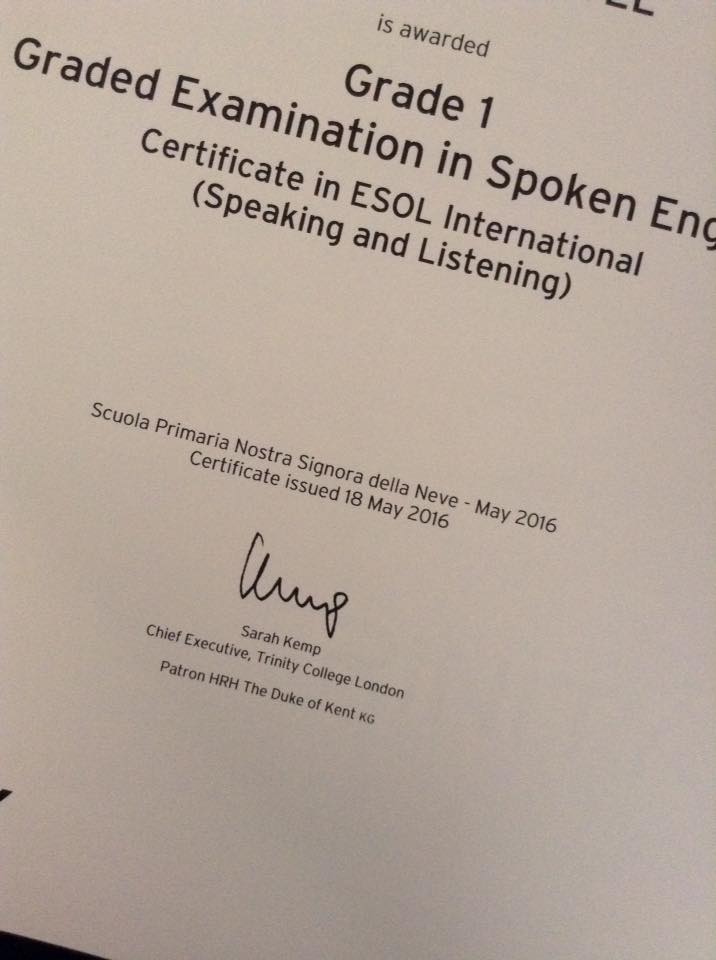 is awarded
Grade 1
Graded Examination in Spoken Eng
Certificate in ESOL International
(Speaking and Listening)
Scuola Primaria Nostra Signora della Neve - May 2016
Certificate issued 18 May 2016
Sarah Kemp
Chief Executive, Trinity College London
Patron HRH The Duke of Kent KG